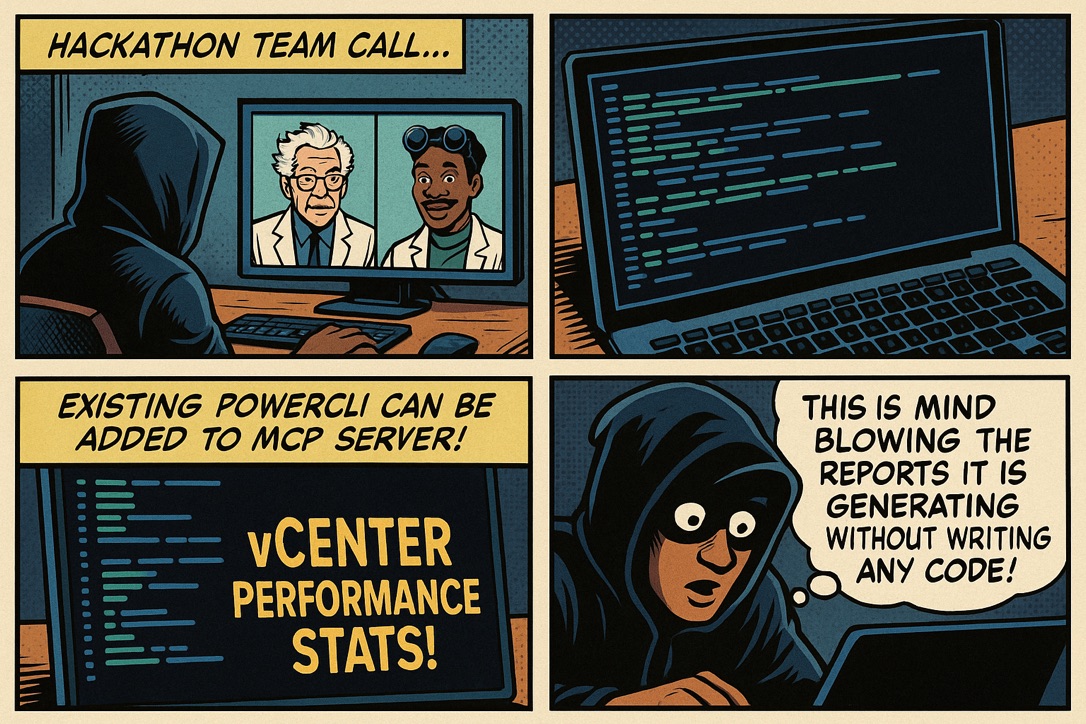 HACKATHON TEAM CALL...
EXISTING POWERCLI CAN BE
ADDED TO MCP SERVER!
vCENTER
PERFORMANCE
STATS!
THIS IS MIND
BLOWING THE
REPORTS IT IS
GENERATING
WITHOUT WRITING
ANY CODE!